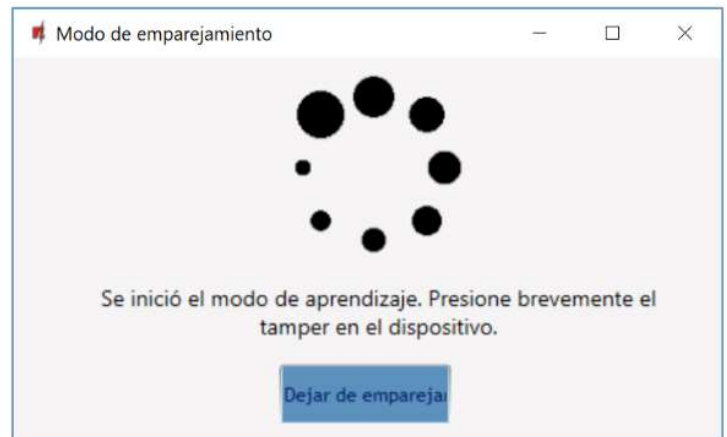 Modo de emparejamiento
Se inició el modo de aprendizaje. Presione brevemente el
tamper en el dispositivo.
Dejar de empareja